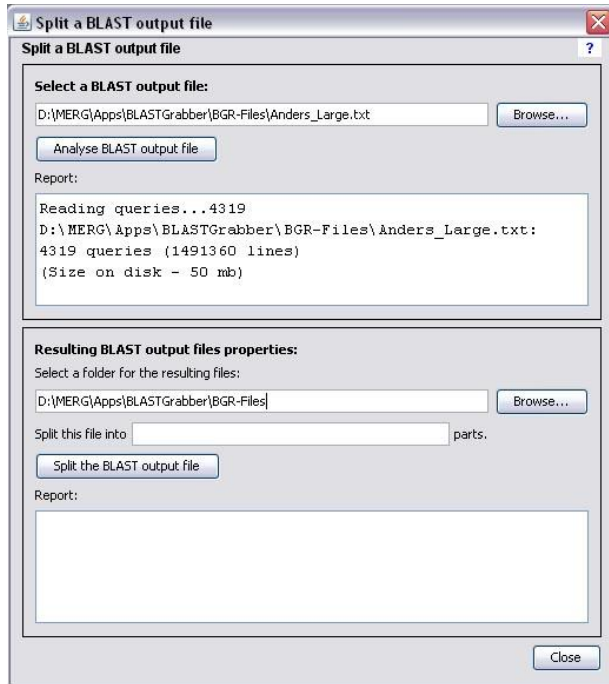 Split a BLAST output file
Split a BLAST output file ?
Select a BLAST output file:
D:\MERG\Apps\BLASTGrabber\BGR-Files\Anders_Large.txt Browse...
Analyse BLAST output file
Report:
Reading queries...4319
D:\MERG\Apps\BLASTGrabber\BGR-Files\Anders_Large.txt:
4319 queries (1491360 lines)
(Size on disk - 50 mb)
Resulting BLAST output files properties:
Select a folder for the resulting files:
D:\MERG\Apps\BLASTGrabber\BGR-Files Browse...
Split this file into parts.
Split the BLAST output file
Report:
Close